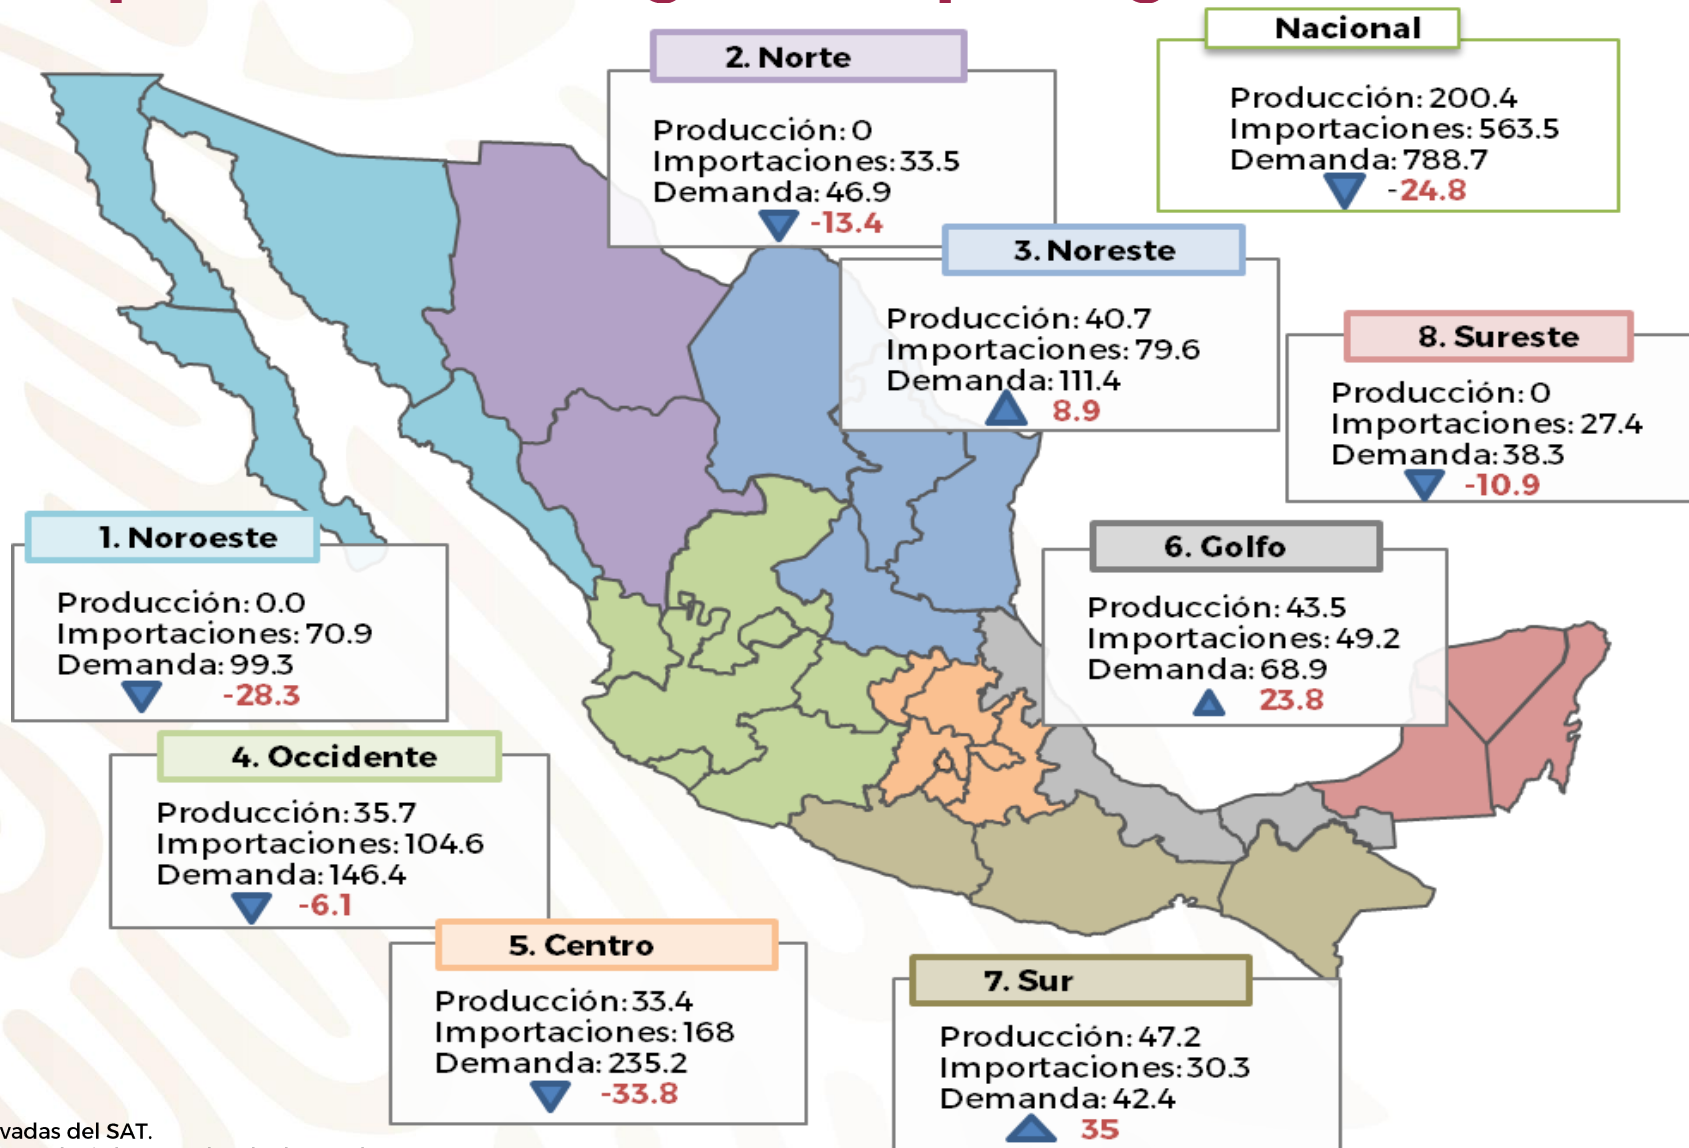 Nacional
Producción: 200.4
Importaciones: 563.5
Demanda: 788.7
-24.8
2. Norte
Producción: 0
Importaciones: 33.5
Demanda: 46.9
-13.4
3. Noreste
Producción: 40.7
Importaciones: 79.6
Demanda: 111.4
8.9
8. Sureste
Producción: 0
Importaciones: 27.4
Demanda: 38.3
-10.9
1. Noroeste
Producción: 0.0
Importaciones: 70.9
Demanda: 99.3
-28.3
6. Golfo
Producción: 43.5
Importaciones: 49.2
Demanda: 68.9
23.8
4. Occidente
Producción: 35.7
Importaciones: 104.6
Demanda: 146.4
-6.1
5. Centro
Producción: 33.4
Importaciones: 168
Demanda: 235.2
-33.8
7. Sur
Producción: 47.2
Importaciones: 30.3
Demanda: 42.4
35
vadas del SAT.